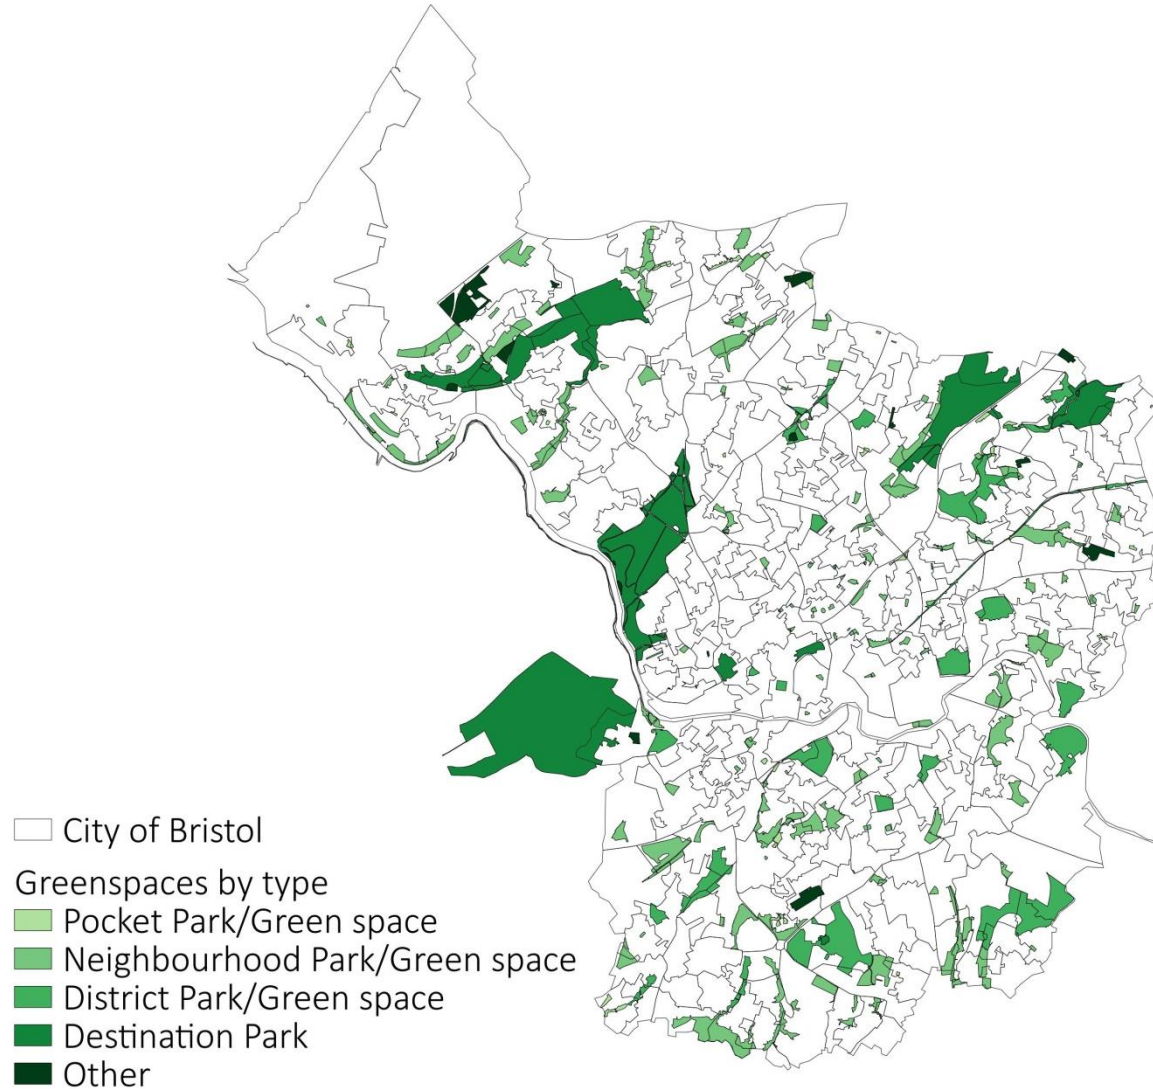 City of Bristol
Greenspaces by type
Pocket Park/Green space
Neighbourhood Park/Green space
District Park/Green space
Destination Park
Other